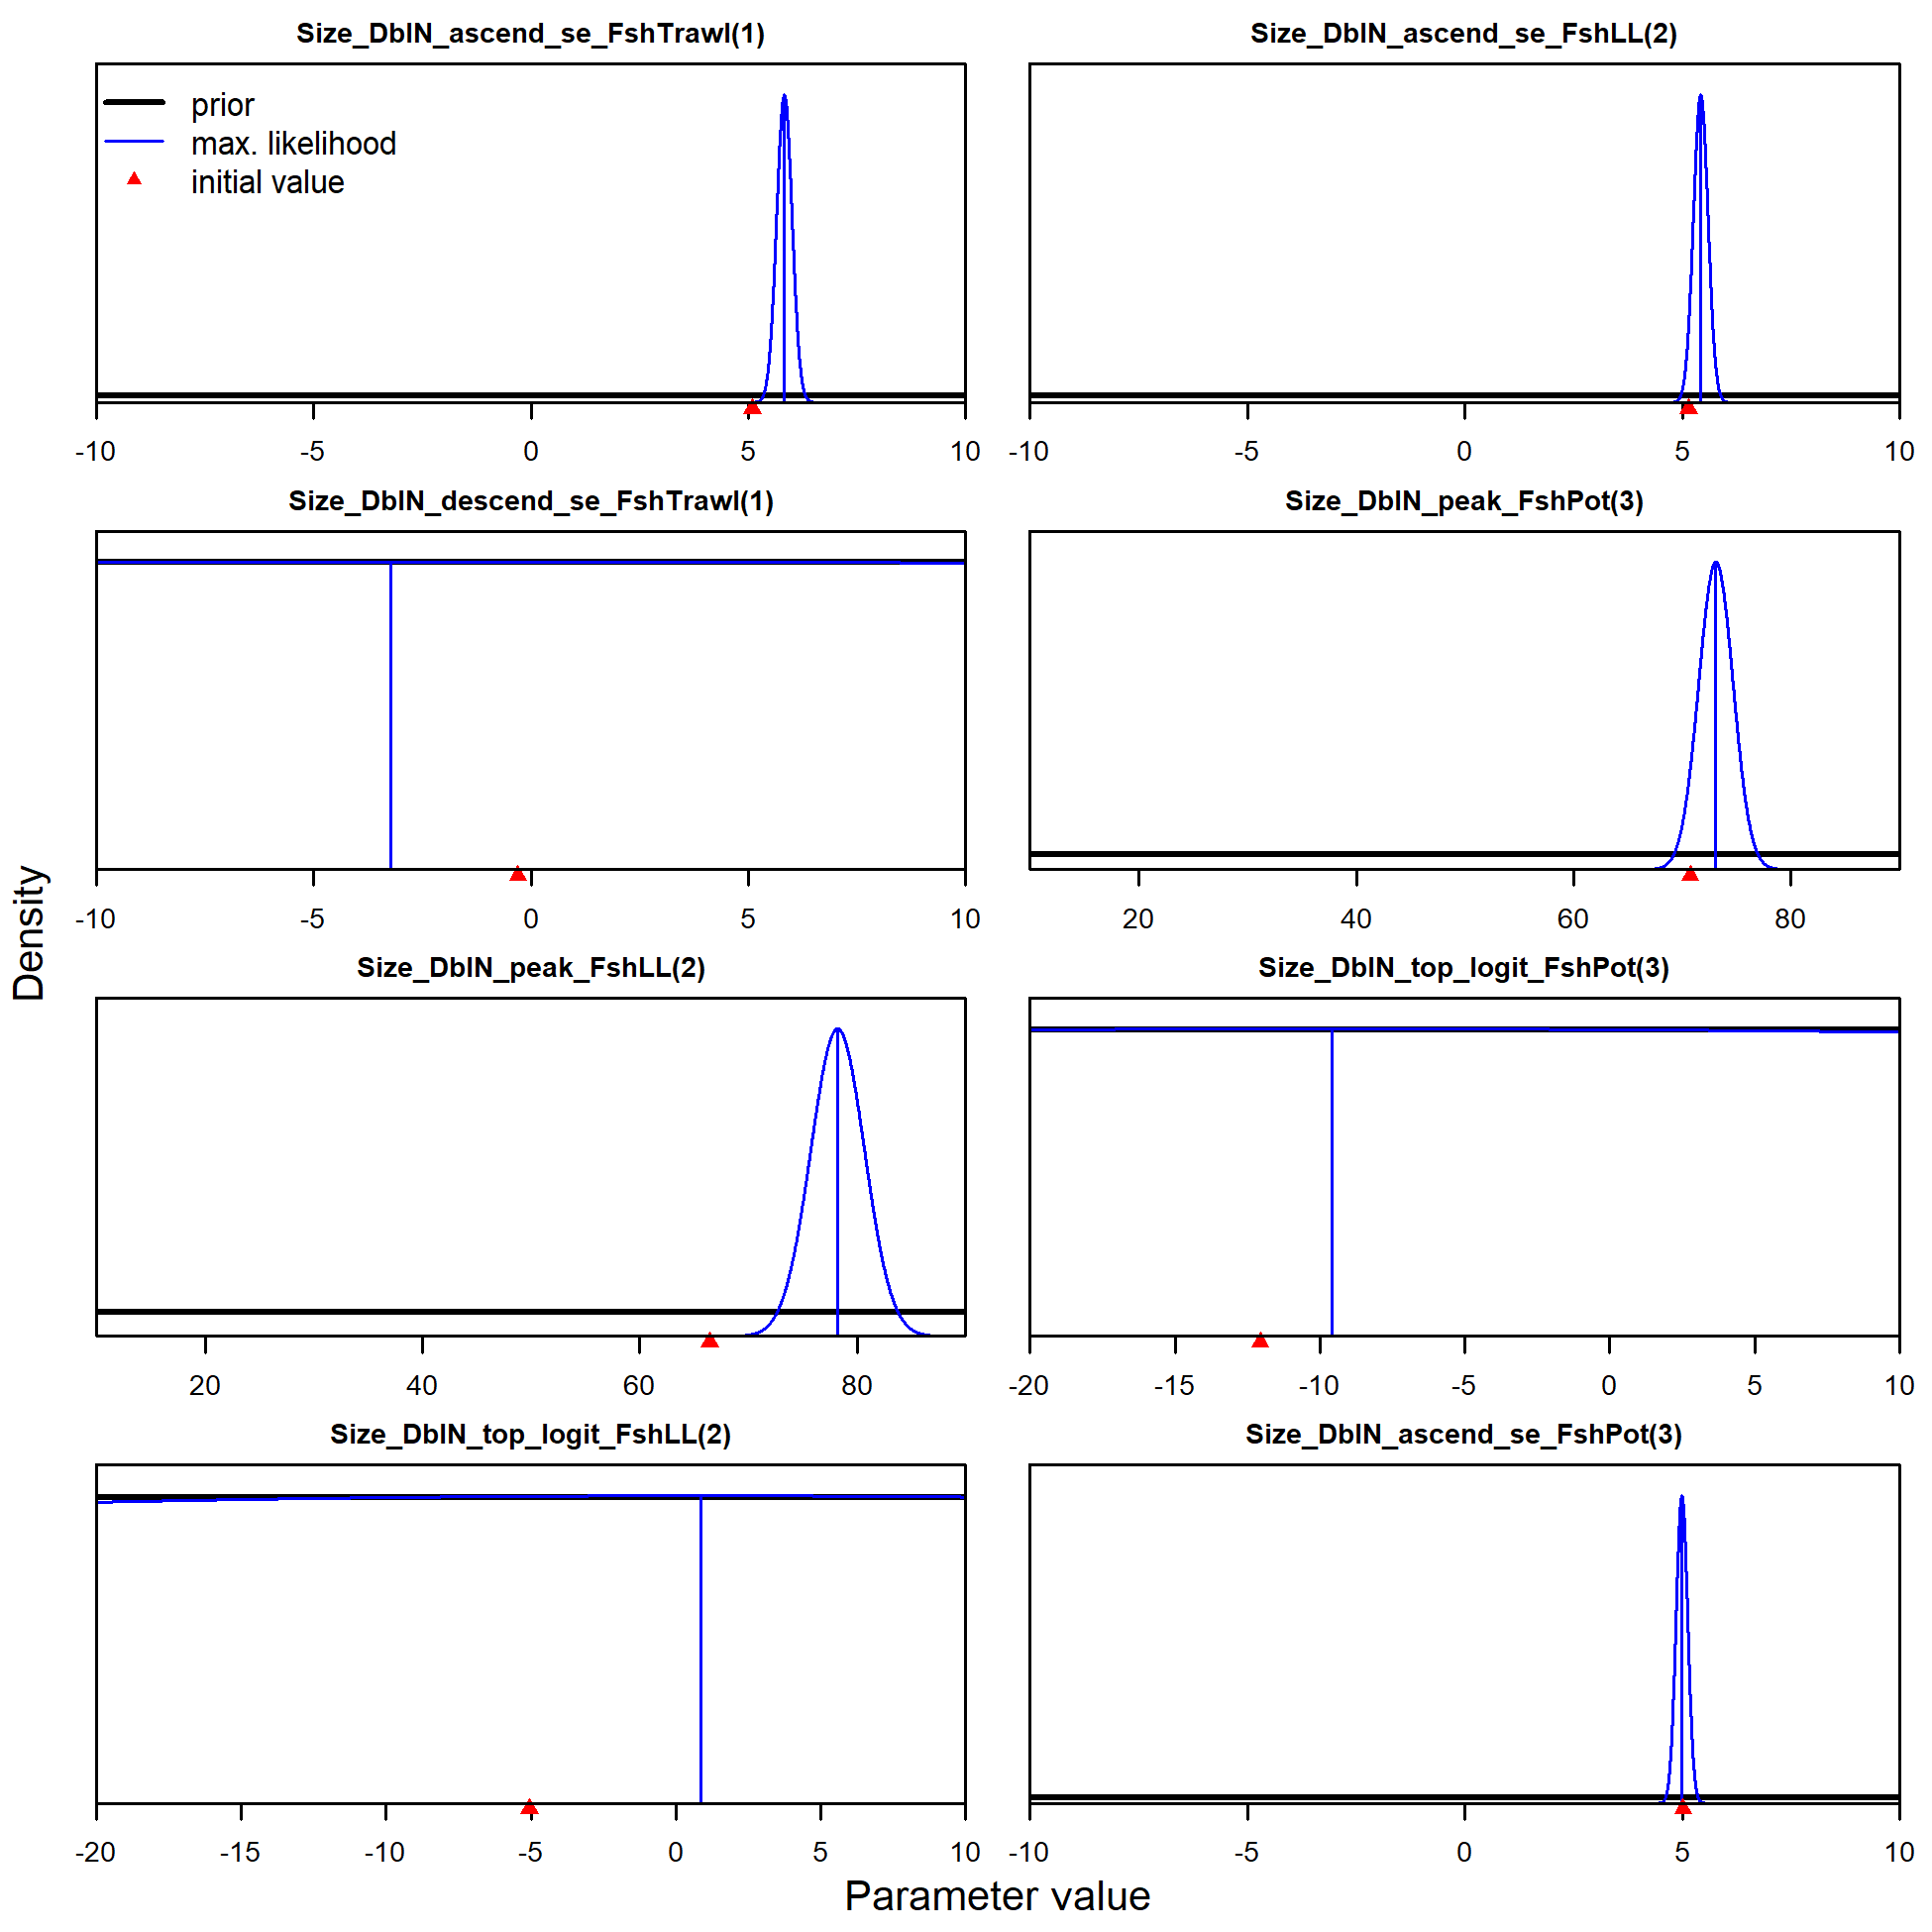 Size_DblN_ascend_se_FshTrawl(1)
prior
max. likelihood
initial value
-10 -5 0 5 10
Size_DblN_ascend_se_FshLL(2)
-10 -5 0 5 10
Size_DblN_descend_se_FshTrawl(1)
-10 -5 0 5 10
Size_DblN_peak_FshPot(3)
20 40 60 80
Size_DblN_peak_FshLL(2)
20 40 60 80
Size_DblN_top_logit_FshPot(3)
-20 -15 -10 -5 0 5 10
Size_DblN_top_logit_FshLL(2)
-20 -15 -10 -5 0 5 10
Size_DblN_ascend_se_FshPot(3)
-10 -5 0 5 10
Density
Parameter value